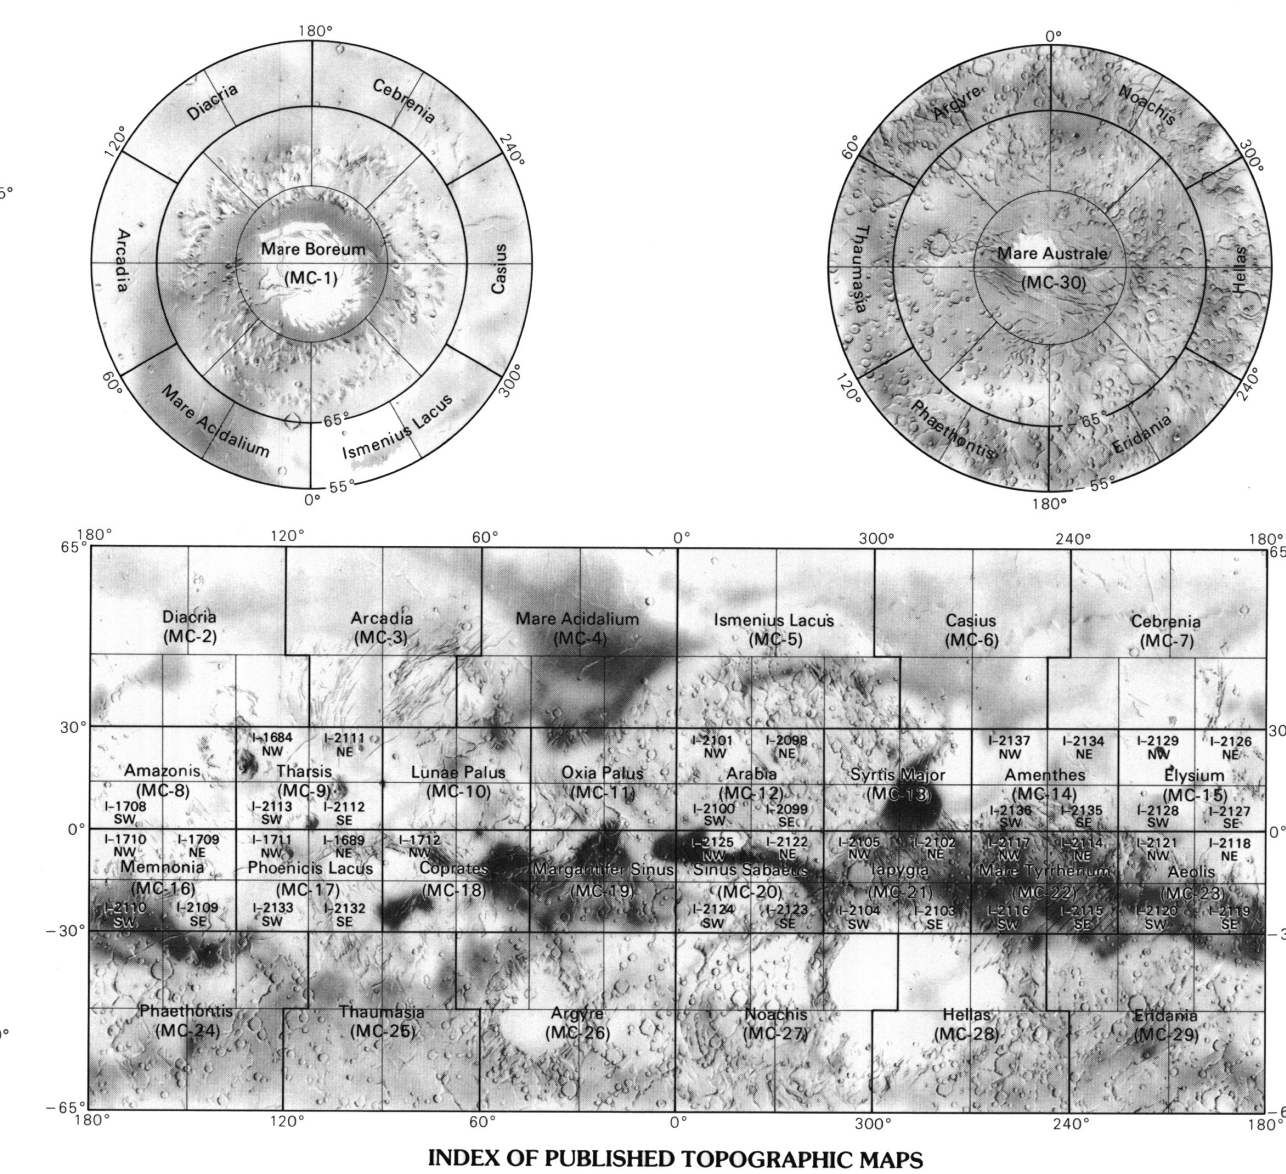 180°
Diacria
Cebrenia
120°
240°
Arcadia
Casius
Mare Boreum
(MC-1)
60°
300°
Mare Acidalium
Ismenius Lacus
65°
55°
0°
0°
Argyre
Noachis
60°
300°
Thaumasia
Hellas
Mare Australe
(MC-30)
120°
240°
Phaethontis
Eridania
-65°
-55°
180°
5°
180° 120° 60° 0° 300° 240° 180°
65° 65
Diacria Arcadia Mare Acidalium Ismenius Lacus Casius Cebrenia
(MC-2) (MC-3) (MC-4) (MC-5) (MC-6) (MC-7)
30° 30
I-1684 I-2111 I-2101 I-2098 I-2137 I-2134 I-2129 I-2126
NW NE NW NE NW NE NW NE
Amazonis Tharsis Lunae Palus Oxia Palus Arabia Syrtis Major Amenthes Elysium
(MC-8) (MC-9) (MC-10) (MC-11) (MC-12) (MC-13) (MC-14) (MC-15)
I-1708 I-2113 I-2112 I-2100 I-2099 I-2136 I-2135 I-2128 I-2127
SW SW SE SW SE SW SE SW SE
0° 0°
I-1710 I-1709 I-1711 I-1689 I-1712 I-2125 I-2122 I-2105 I-2102 I-2117 I-2114 I-2121 I-2118
NW NE NW NE NW NW NE NW NE NW NE NW NE
Memnonia Phoenicis Lacus Coprates Margaritifer Sinus Sinus Sabaeus Iapygia Mare Tyrrhenum Aeolis
(MC-16) (MC-17) (MC-18) (MC-19) (MC-20) (MC-21) (MC-22) (MC-23)
I-2110 I-2109 I-2133 I-2132 I-2124 I-2123 I-2104 I-2103 I-2116 I-2115 I-2120 I-2119
SW SE SW SE SW SE SW SE SW SE SW SE
-30° -3
Phaethontis Thaumasia Argyre Noachis Hellas Eridania
(MC-24) (MC-25) (MC-26) (MC-27) (MC-28) (MC-29)
0°
-65° -6
180° 120° 60° 0° 300° 240° 180°
INDEX OF PUBLISHED TOPOGRAPHIC MAPS